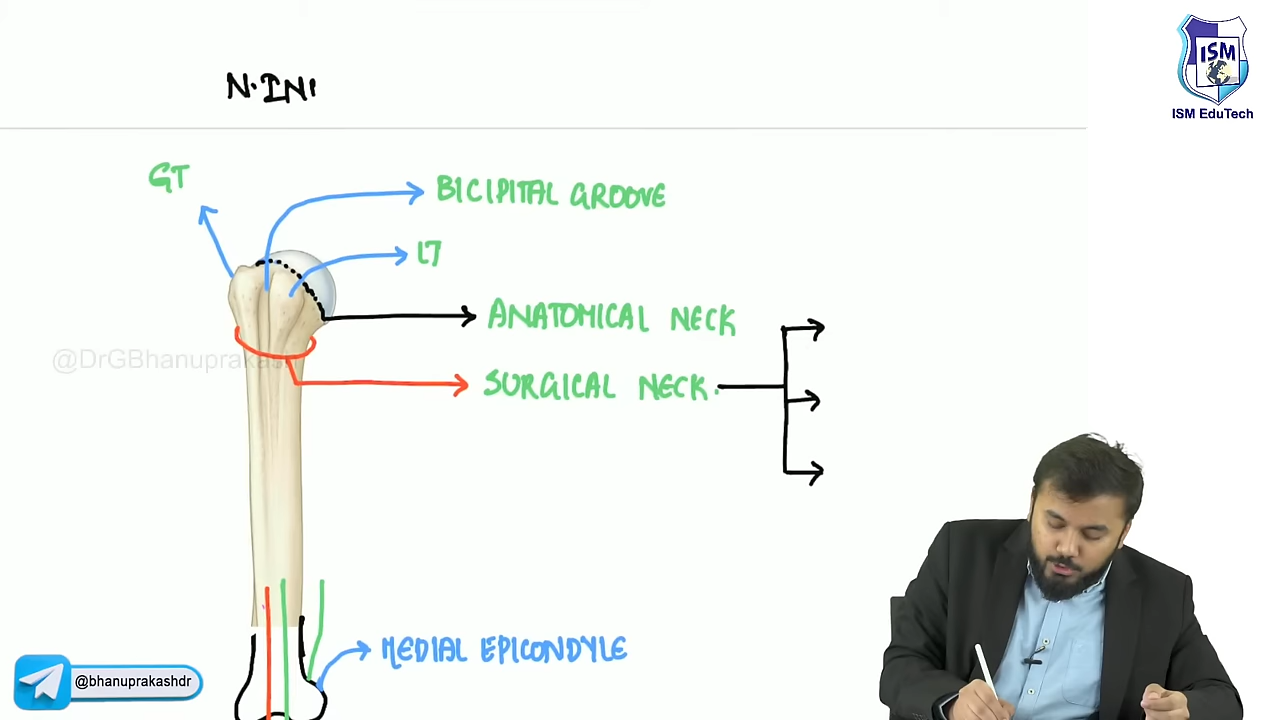 N.INI
ISM
ISM EduTech
GT
BICIPITAL GROOVE
LT
ANATOMICAL NECK
@DrGBhanuprakash
SURGICAL NECK.
MEDIAL EPICONDYLE
@bhanuprakashdr